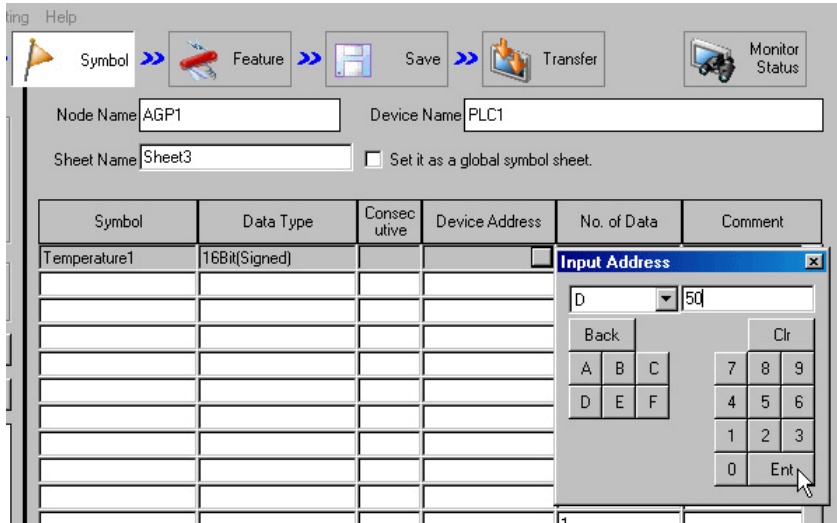 ting Help
Symbol Feature Save Transfer Monitor Status
Node Name AGP1 Device Name PLC1
Sheet Name Sheet3 Set it as a global symbol sheet.
Symbol Data Type Consec utive Device Address No. of Data Comment
Temperature1 16Bit(Signed)
Input Address
D 50
Back Clr
A B C 7 8 9
D E F 4 5 6
1 2 3
0 Ent
1